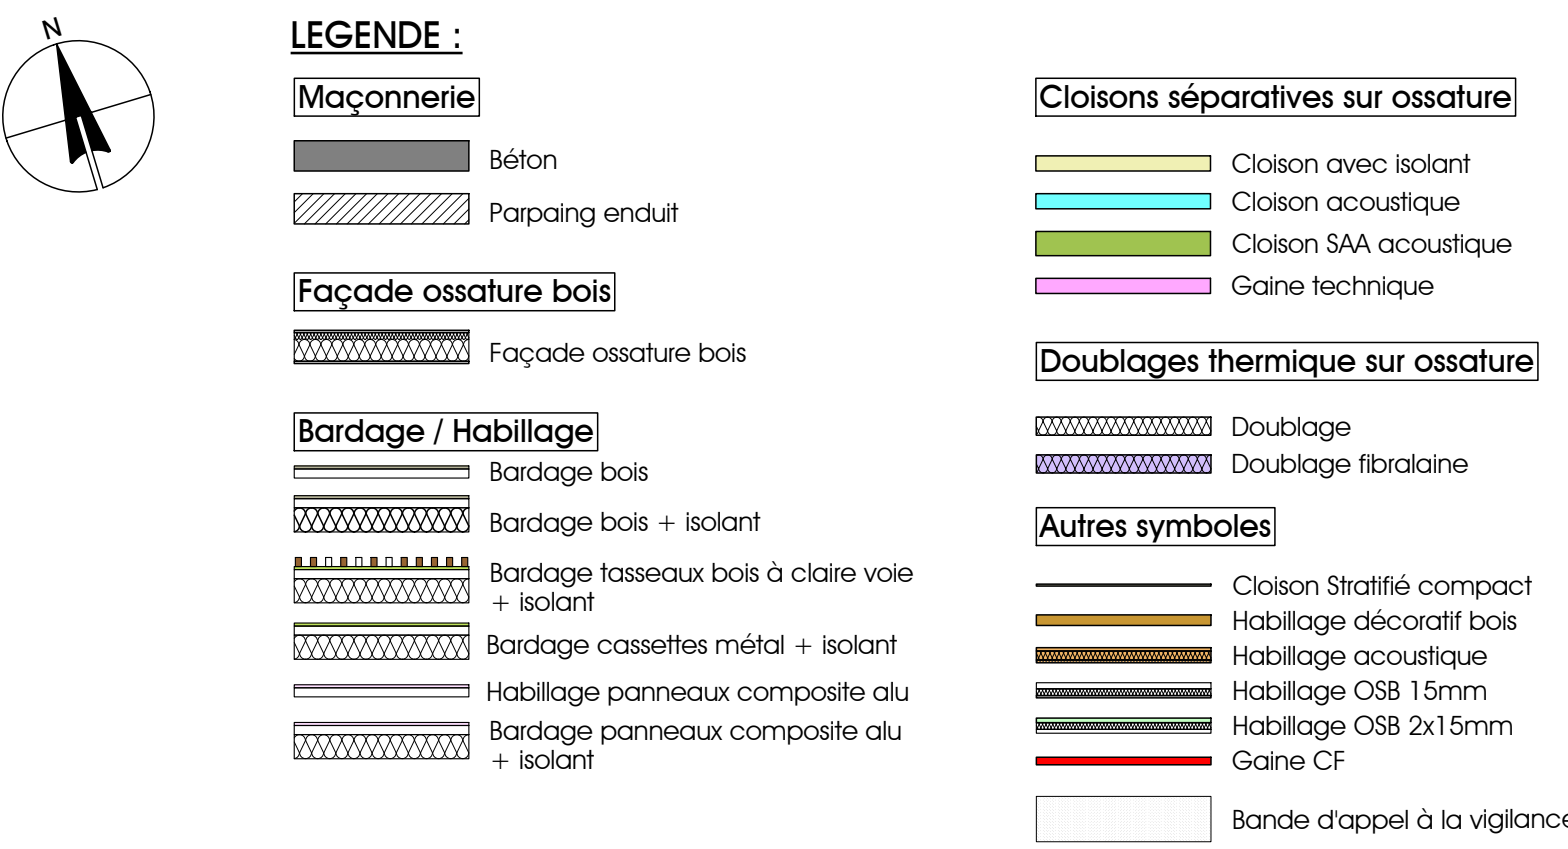 N
LEGENDE :
Maçonnerie
Béton
Parpaing enduit
Façade ossature bois
Façade ossature bois
Bardage / Habillage
Bardage bois
Bardage bois + isolant
Bardage tasseaux bois à claire voie
+ isolant
Bardage cassettes métal + isolant
Habillage panneaux composite alu
Bardage panneaux composite alu
+ isolant
Cloisons séparatives sur ossature
Cloison avec isolant
Cloison acoustique
Cloison SAA acoustique
Gaine technique
Doublages thermique sur ossature
Doublage
Doublage fibralaine
Autres symboles
Cloison Stratifié compact
Habillage décoratif bois
Habillage acoustique
Habillage OSB 15mm
Habillage OSB 2x15mm
Gaine CF
Bande d'appel à la vigilance